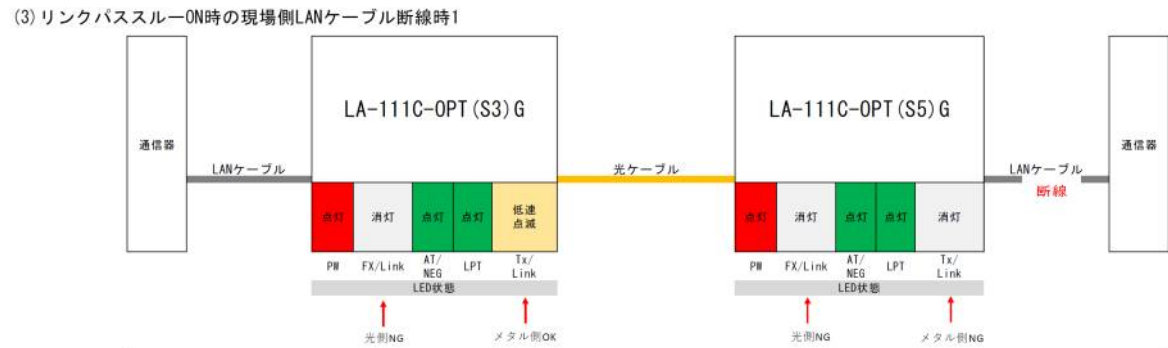 (3)リンクパススルーON時の現場側LANケーブル断線時1
通信器
LANケーブル
LA-111C-OPT(S3)G
点灯
消灯
点灯
点灯
低速
点滅
PW
FX/Link
AT/
NEG
LPT
Tx/
Link
LED状態
光側NG
メタル側OK
光ケーブル
LA-111C-OPT(S5)G
点灯
消灯
点灯
点灯
消灯
PW
FX/Link
AT/
NEG
LPT
Tx/
Link
LED状態
光側NG
メタル側NG
LANケーブル
断線
通信器